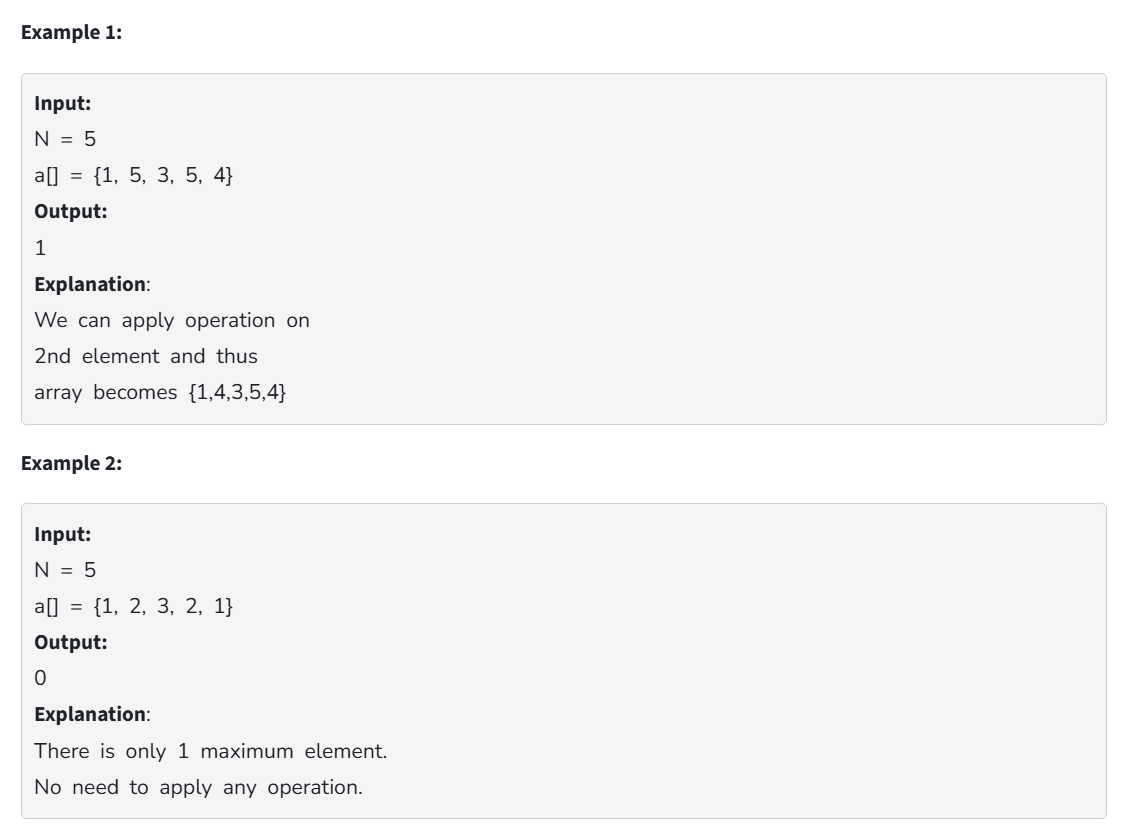 Example 1:
Input:
N = 5
a[] = {1, 5, 3, 5, 4}
Output:
1
Explanation:
We can apply operation on
2nd element and thus
array becomes {1,4,3,5,4}
Example 2:
Input:
N = 5
a[] = {1, 2, 3, 2, 1}
Output:
0
Explanation:
There is only 1 maximum element.
No need to apply any operation.